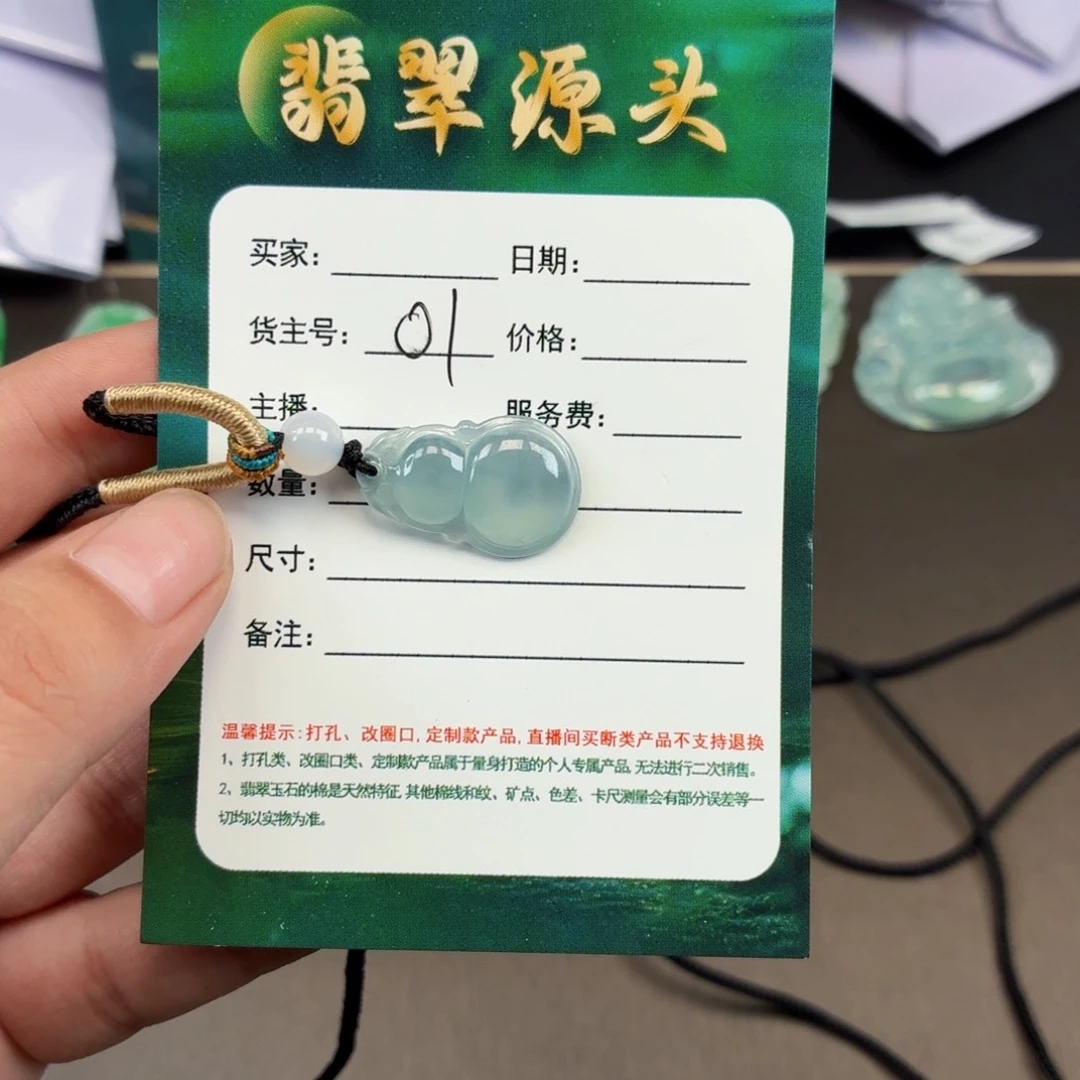 翡翠源头
买家: 日期:
货主号: 01 价格:
主播: 服务费:
数量:
尺寸:
备注:
温馨提示:打孔、改圈口,定制款产品,直播间买断类产品不支持退换
1、打孔类、改圈口类、定制款产品属于量身打造的个人专属产品,无法进行二次销售。
2、翡翠玉石的棉是天然特征,其他棉线和纹、矿点、色差、卡尺测量会有部分误差等一
切均以实物为准。